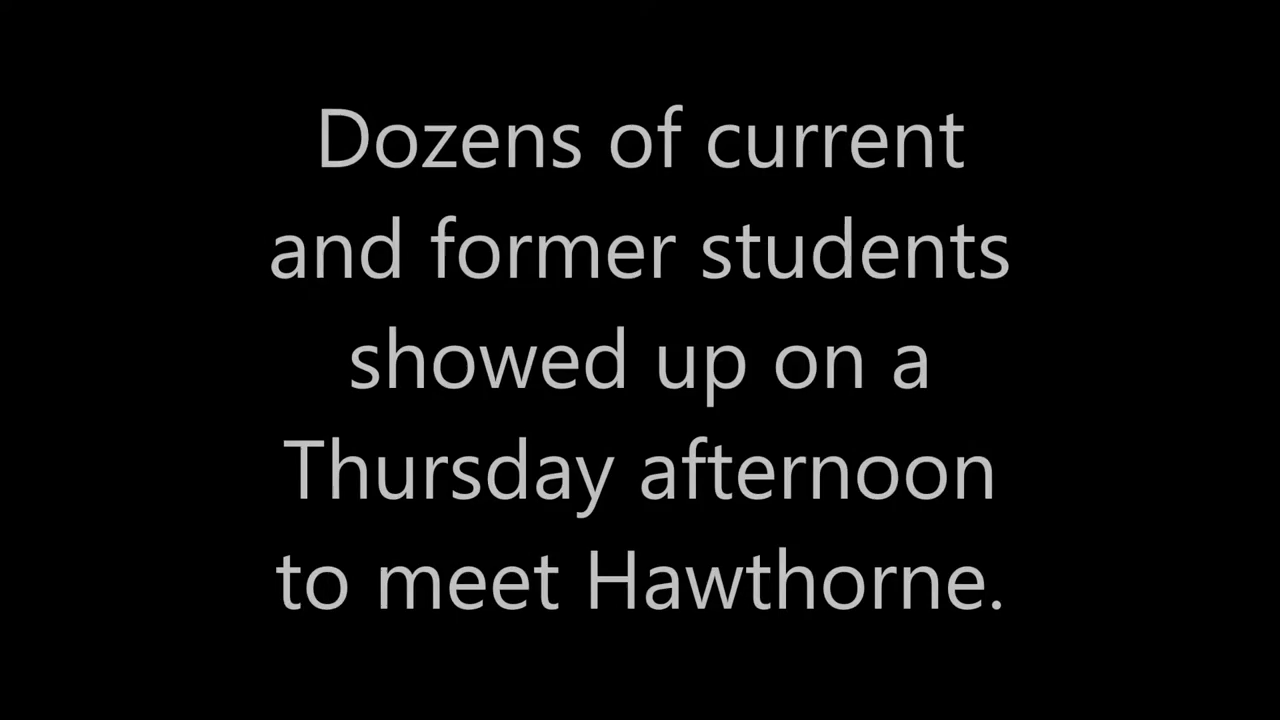 Dozens of current
and former students
showed up on a
Thursday afternoon
to meet Hawthorne.